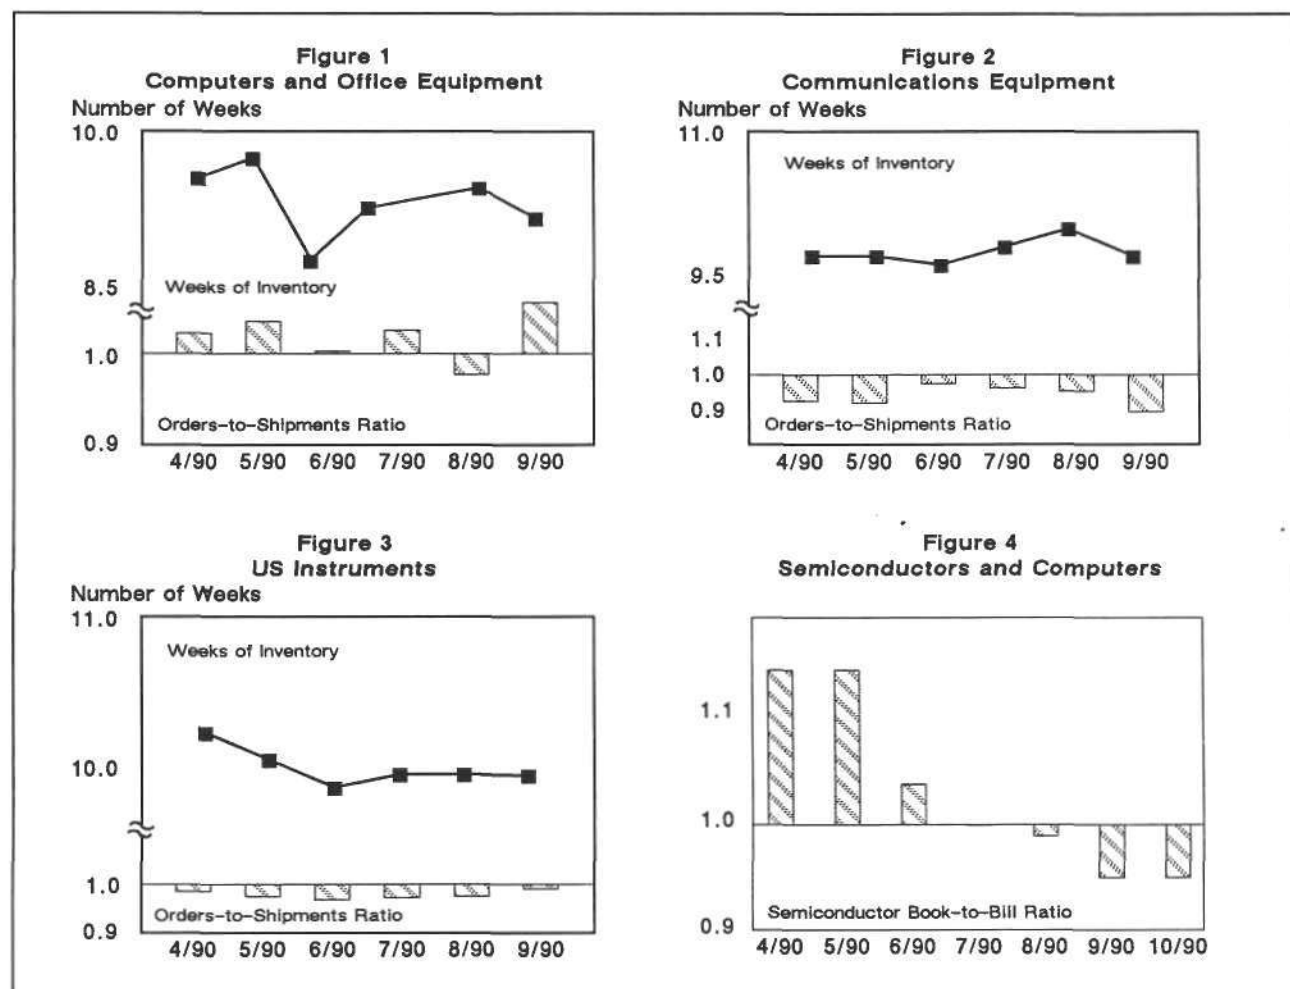 Figure 1
Computers and Office Equipment
Number of Weeks
10.0
8.5
Weeks of Inventory
1.0
0.9
Orders-to-Shipments Ratio
4/90 5/90 6/90 7/90 8/90 9/90
Figure 2
Communications Equipment
Number of Weeks
11.0
Weeks of Inventory
9.5
1.1
1.0
0.9
Orders-to-Shipments Ratio
4/90 5/90 6/90 7/90 8/90 9/90
Figure 3
US Instruments
Number of Weeks
11.0
Weeks of Inventory
10.0
1.0
Orders-to-Shipments Ratio
0.9
4/90 5/90 6/90 7/90 8/90 9/90
Figure 4
Semiconductors and Computers
1.1
1.0
Semiconductor Book-to-Bill Ratio
0.9
4/90 5/90 6/90 7/90 8/90 9/90 10/90